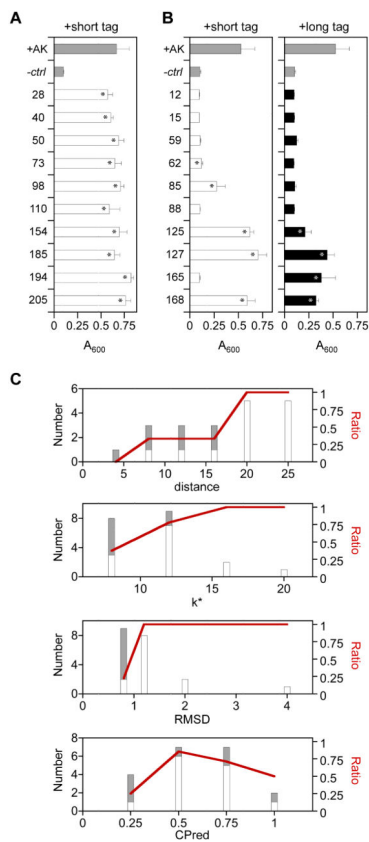 A
+short tag
+AK
-ctrl
28
40
50
73
98
110
154
185
194
205
0 0.25 0.75
A600
B
+short tag +long tag
+AK
-ctrl
12
15
59
62
85
88
125
127
165
168
0 0.25 0.75 0 0.25 0.75
A600 A600
C
Number
6
4
2
0
0 5 10 15 20 25
distance
1
0.75
0.5
0.25
0
Ratio
Number
8
4
0
10 15 20
k*
1
0.75
0.5
0.25
0
Ratio
Number
8
4
0
0 1 2 3 4
RMSD
1
0.75
0.5
0.25
0
Ratio
Number
8
6
4
2
0
0 0.25 0.5 0.75 1
CPred
1
0.75
0.5
0.25
0
Ratio